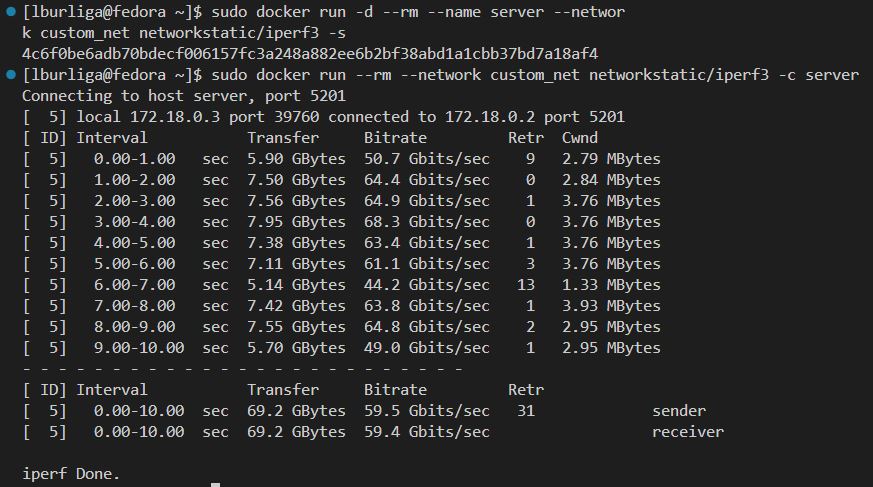 [lburliga@fedora ~]$ sudo docker run -d --rm --name server --networ
k custom_net networkstatic/iperf3 -s
4c6f0be6adb70bdecf006157fc3a248a882ee6b2bf38abd1a1cbb37bd7a18af4
[lburliga@fedora ~]$ sudo docker run --rm --network custom_net networkstatic/iperf3 -c server
Connecting to host server, port 5201
[  5] local 172.18.0.3 port 39760 connected to 172.18.0.2 port 5201
[ ID] Interval           Transfer     Bitrate         Retr  Cwnd
[  5]   0.00-1.00   sec  5.90 GBytes  50.7 Gbits/sec    9   2.79 MBytes
[  5]   1.00-2.00   sec  7.50 GBytes  64.4 Gbits/sec    0   2.84 MBytes
[  5]   2.00-3.00   sec  7.56 GBytes  64.9 Gbits/sec    1   3.76 MBytes
[  5]   3.00-4.00   sec  7.95 GBytes  68.3 Gbits/sec    0   3.76 MBytes
[  5]   4.00-5.00   sec  7.38 GBytes  63.4 Gbits/sec    1   3.76 MBytes
[  5]   5.00-6.00   sec  7.11 GBytes  61.1 Gbits/sec    3   3.76 MBytes
[  5]   6.00-7.00   sec  5.14 GBytes  44.2 Gbits/sec   13   1.33 MBytes
[  5]   7.00-8.00   sec  7.42 GBytes  63.8 Gbits/sec    1   3.93 MBytes
[  5]   8.00-9.00   sec  7.55 GBytes  64.8 Gbits/sec    2   2.95 MBytes
[  5]   9.00-10.00  sec  5.70 GBytes  49.0 Gbits/sec    1   2.95 MBytes
- - - - - - - - - - - - - - - - - - - - - - - - -
[ ID] Interval           Transfer     Bitrate         Retr
[  5]   0.00-10.00  sec  69.2 GBytes  59.5 Gbits/sec   31             sender
[  5]   0.00-10.00  sec  69.2 GBytes  59.4 Gbits/sec                  receiver
iperf Done.